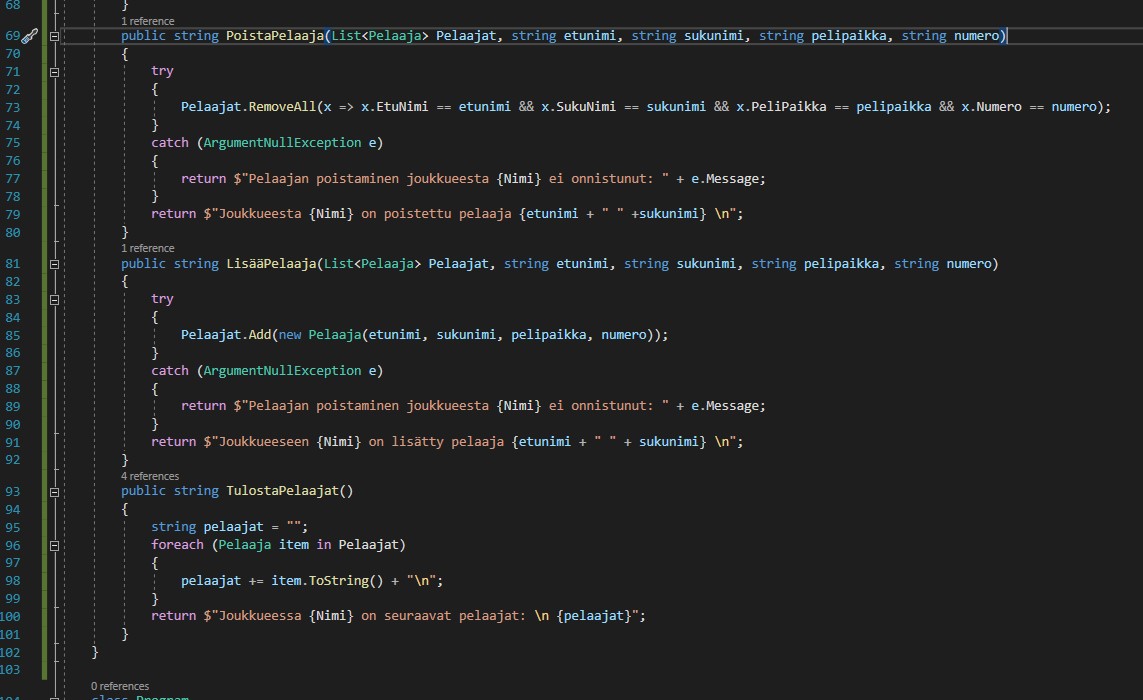 68 }
1 reference
69 public string PoistaPelaaja(List<Pelaaja> Pelaajat, string etunimi, string sukunimi, string pelipaikka, string numero)
70 {
71 try
72 {
73 Pelaajat.RemoveAll(x => x.EtuNimi == etunimi && x.SukuNimi == sukunimi && x.PeliPaikka == pelipaikka && x.Numero == numero);
74 }
75 catch (ArgumentNullException e)
76 {
77 return $"Pelaajan poistaminen joukkueesta {Nimi} ei onnistunut: " + e.Message;
78 }
79 return $"Joukkueesta {Nimi} on poistettu pelaaja {etunimi + " " +sukunimi} \n";
80 }
1 reference
81 public string LisääPelaaja(List<Pelaaja> Pelaajat, string etunimi, string sukunimi, string pelipaikka, string numero)
82 {
83 try
84 {
85 Pelaajat.Add(new Pelaaja(etunimi, sukunimi, pelipaikka, numero));
86 }
87 catch (ArgumentNullException e)
88 {
89 return $"Pelaajan poistaminen joukkueesta {Nimi} ei onnistunut: " + e.Message;
90 }
91 return $"Joukkueeseen {Nimi} on lisätty pelaaja {etunimi + " " + sukunimi} \n";
92 }
4 references
93 public string TulostaPelaajat()
94 {
95 string pelaajat = "";
96 foreach (Pelaaja item in Pelaajat)
97 {
98 pelaajat += item.ToString() + "\n";
99 }
100 return $"Joukkueessa {Nimi} on seuraavat pelaajat: \n {pelaajat}";
101 }
102 }
103
0 references
104 class Program